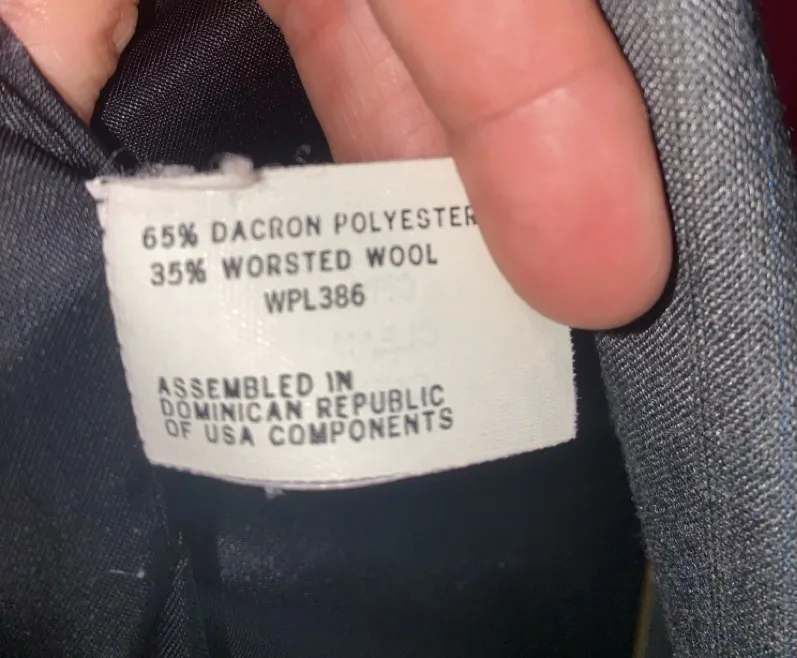 65% DACRON POLYESTER
35% WORSTED WOOL
WPL386
ASSEMBLED IN
DOMINICAN REPUBLIC
OF USA COMPONENTS